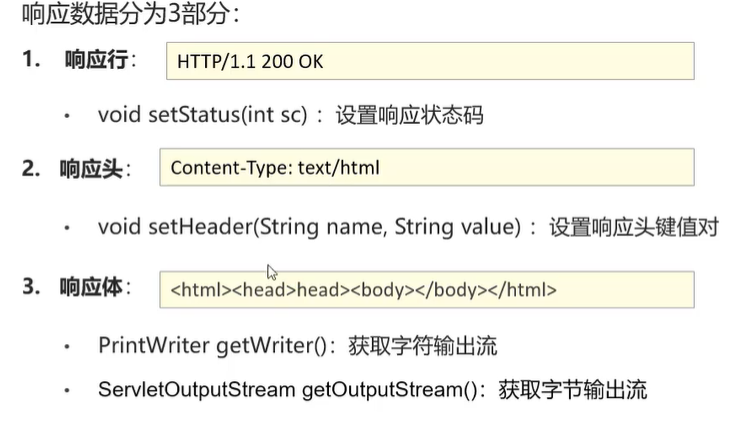 响应数据分为3部分：
1. 响应行： HTTP/1.1 200 OK
• void setStatus(int sc) ：设置响应状态码
2. 响应头： Content-Type: text/html
• void setHeader(String name, String value) ：设置响应头键值对
3. 响应体： <html><head>head><body></body></html>
• PrintWriter getWriter()：获取字符输出流
• ServletOutputStream getOutputStream()：获取字节输出流